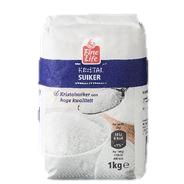 Fine
Life
KRISTAL
SUIKER
Kristalsuiker van
hoge kwaliteit
1kg e